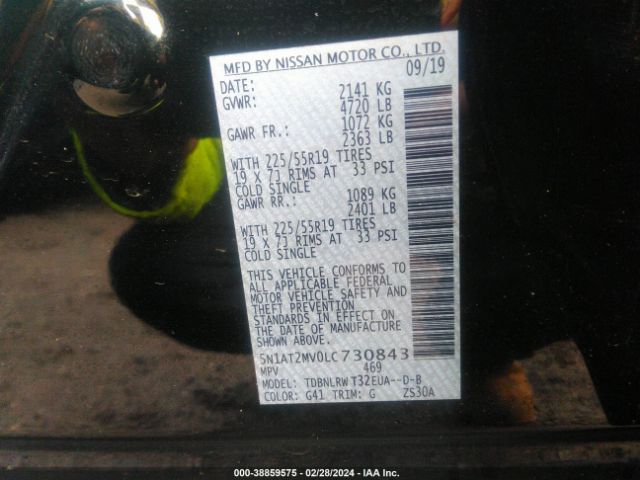 MFD BY NISSAN MOTOR CO., LTD.
DATE: 09/19
GVWR: 2141 KG
4720 LB
GAWR FR.: 1072 KG
2363 LB
WITH 225/55R19 TIRES
19 X 7J RIMS AT 33 PSI
COLD SINGLE
GAWR RR.: 1089 KG
2401 LB
WITH 225/55R19 TIRES
19 X 7J RIMS AT 33 PSI
COLD SINGLE
THIS VEHICLE CONFORMS TO
ALL APPLICABLE FEDERAL
MOTOR VEHICLE SAFETY AND
THEFT PREVENTION
STANDARDS IN EFFECT ON
THE DATE OF MANUFACTURE
SHOWN ABOVE.
5N1AT2MV0LC730843
MPV 469
MODEL: TDBNLRW T32EUA--D-B
COLOR: G41 TRIM: G ZS30A
000-38859575 - 02/28/2024 - IAA Inc.